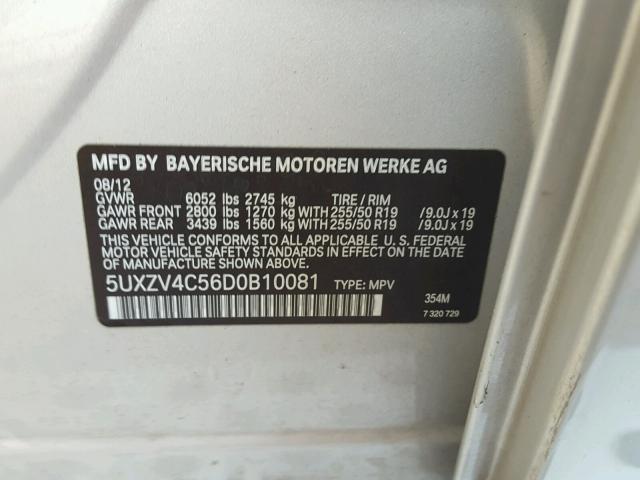 MFD BY BAYERISCHE MOTOREN WERKE AG
08/12
GVWR 6052 lbs 2745 kg TIRE / RIM
GAWR FRONT 2800 lbs 1270 kg WITH 255/50 R19 /9.0J x 19
GAWR REAR 3439 lbs 1560 kg WITH 255/50 R19 /9.0J x 19
THIS VEHICLE CONFORMS TO ALL APPLICABLE U. S. FEDERAL
MOTOR VEHICLE SAFETY STANDARDS IN EFFECT ON THE DATE
OF MANUFACTURE SHOWN ABOVE.
5UXZV4C56D0B10081 TYPE: MPV
354M
7 320 729